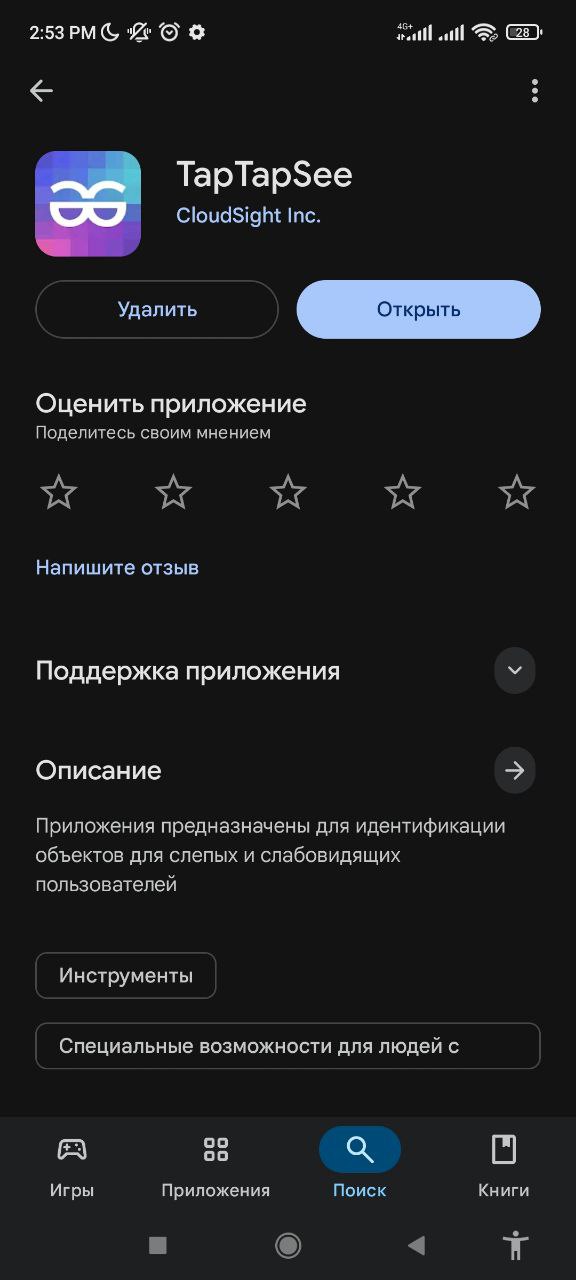 2:53 PM
4G+
28
TapTapSee
CloudSight Inc.
Удалить
Открыть
Оценить приложение
Поделитесь своим мнением
Напишите отзыв
Поддержка приложения
Описание
Приложения предназначены для идентификации
объектов для слепых и слабовидящих
пользователей
Инструменты
Специальные возможности для людей с
Игры
Приложения
Поиск
Книги